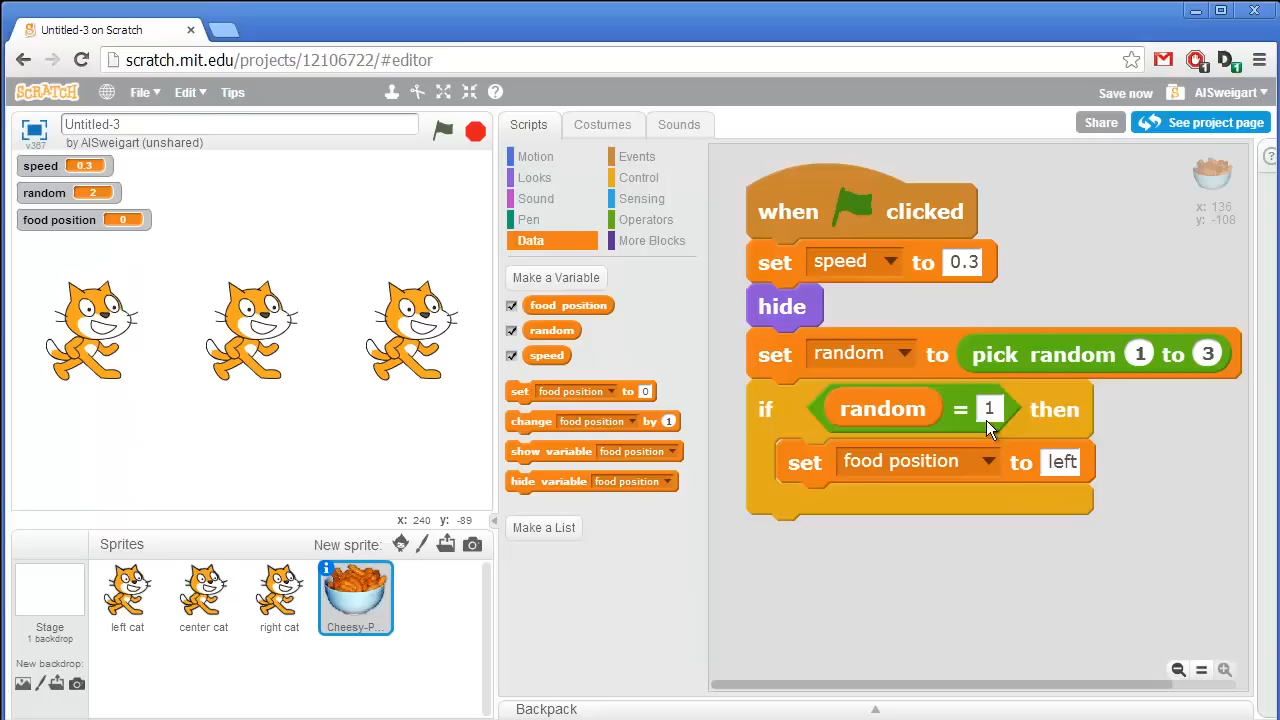 Untitled-3 on Scratch
scratch.mit.edu/projects/12106722/#editor
1
1
SCRATCH
File
Edit
Tips
Save now
AlSweigart
v387
Untitled-3
by AlSweigart (unshared)
Scripts
Costumes
Sounds
Share
See project page
speed 0.3
random 2
food position 0
Motion
Looks
Sound
Pen
Data
Events
Control
Sensing
Operators
More Blocks
Make a Variable
food position
random
speed
set food position to 0
change food position by 1
show variable food position
hide variable food position
Make a List
when clicked
set speed to 0.3
hide
set random to pick random 1 to 3
if random = 1 then
set food position to left
x: 136
y: -108
x: 240 y: -89
Sprites
New sprite:
Stage
1 backdrop
New backdrop:
left cat
center cat
right cat
Cheesy-P...
Backpack